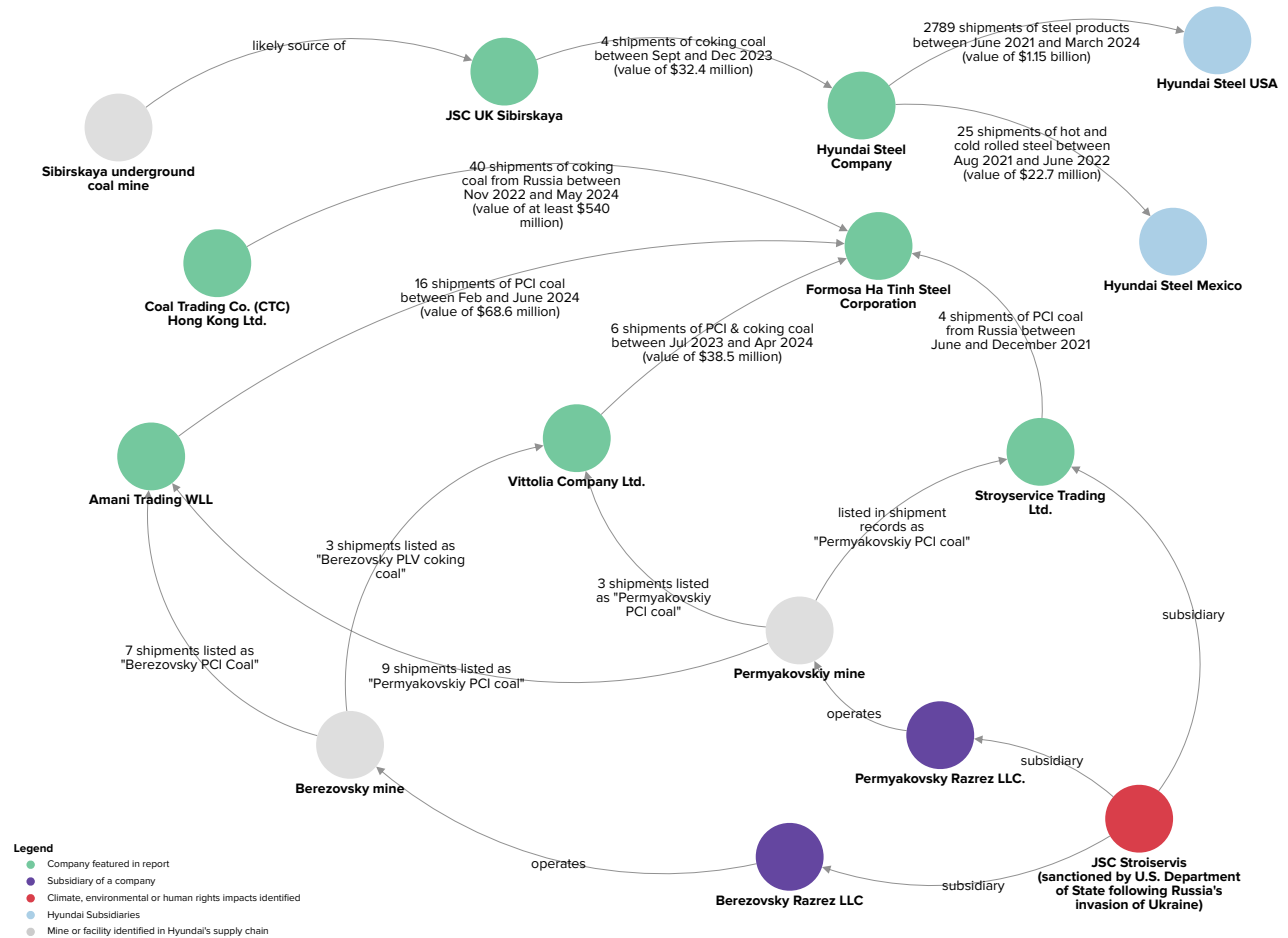 2789 shipments of steel products
between June 2021 and March 2024
(value of $1.15 billion)
likely source of
4 shipments of coking coal
between Sept and Dec 2023
(value of $32.4 million)
Hyundai Steel USA
JSC UK Sibirskaya
25 shipments of hot and
cold rolled steel between
Aug 2021 and June 2022
(value of $22.7 million)
Hyundai Steel
Company
Sibirskaya underground
coal mine
40 shipments of coking
coal from Russia between
Nov 2022 and May 2024
(value of at least $540
million)
Hyundai Steel Mexico
Formosa Ha Tinh Steel
Corporation
Coal Trading Co. (CTC)
Hong Kong Ltd.
16 shipments of PCI coal
between Feb and June 2024
(value of $68.6 million)
4 shipments of PCI coal
from Russia between
June and December 2021
6 shipments of PCI & coking coal
between Jul 2023 and Apr 2024
(value of $38.5 million)
Amani Trading WLL
Vittolia Company Ltd.
Stroyservice Trading
Ltd.
listed in shipment
records as
"Permyakovskiy PCI coal"
3 shipments listed as
"Berezovsky PLV coking
coal"
3 shipments listed
as "Permyakovskiy
PCI coal"
subsidiary
7 shipments listed as
"Berezovsky PCI Coal"
9 shipments listed as
"Permyakovskiy PCI coal"
Permyakovskiy mine
operates
subsidiary
Permyakovsky Razrez LLC.
Berezovsky mine
operates
subsidiary
Berezovsky Razrez LLC
JSC Stroiservis
(sanctioned by U.S. Department
of State following Russia's
invasion of Ukraine)
Legend
Company featured in report
Subsidiary of a company
Climate, environmental or human rights impacts identified
Hyundai Subsidiaries
Mine or facility identified in Hyundai's supply chain